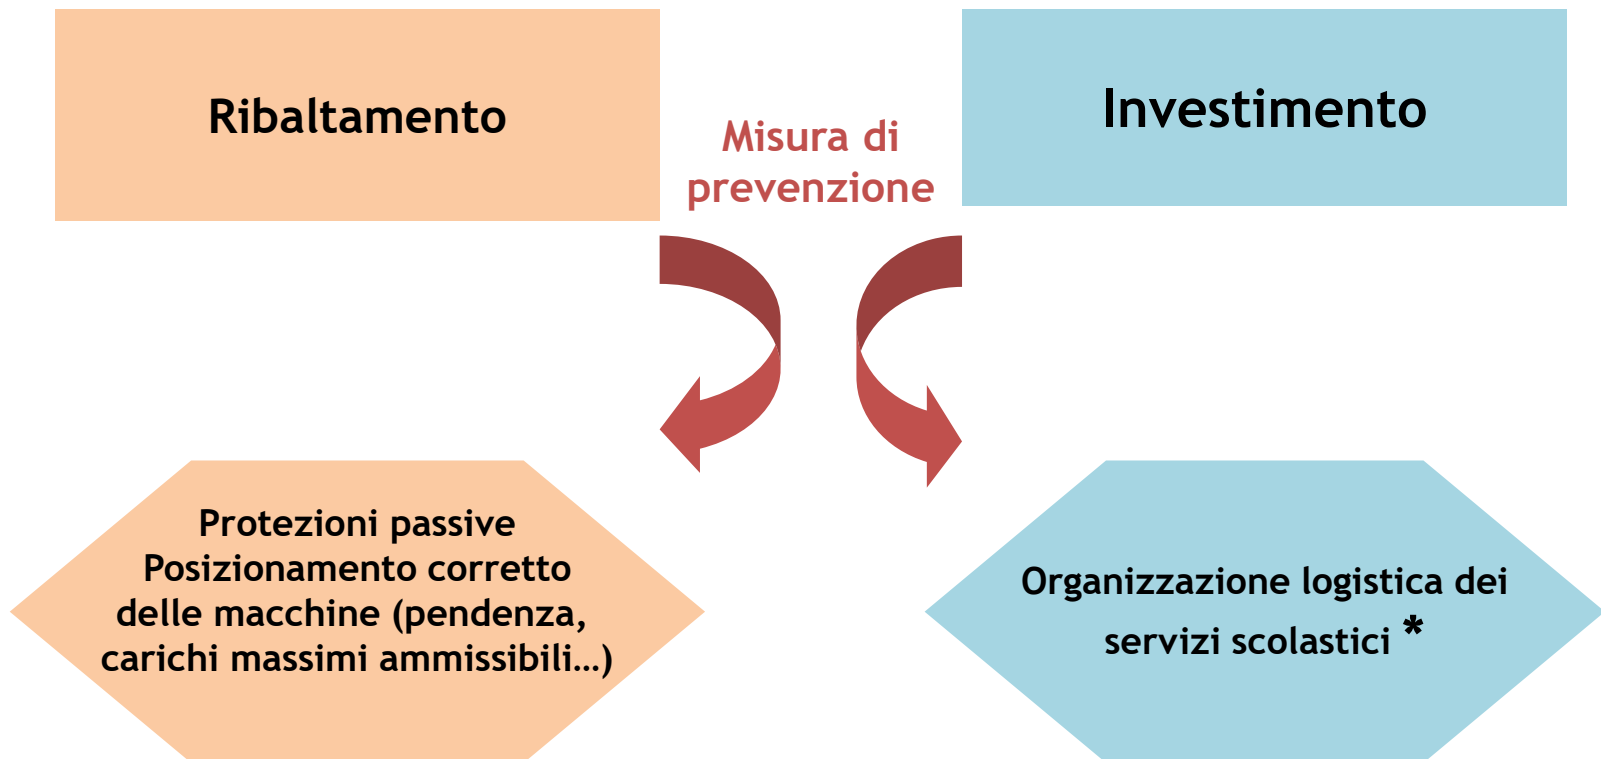 Ribaltamento
Misura di
prevenzione
Investimento
Protezioni passive
Posizionamento corretto
delle macchine (pendenza,
carichi massimi ammissibili…)
Organizzazione logistica dei
servizi scolastici *